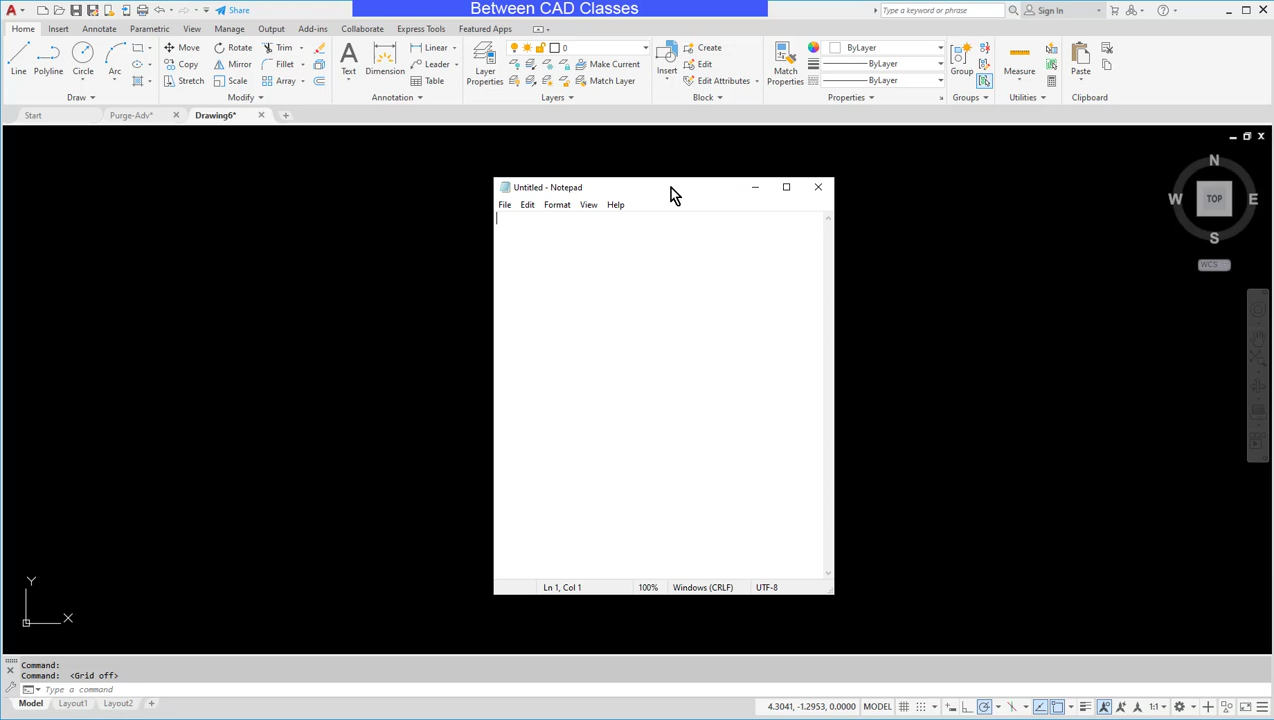 Between CAD Classes
Share
Type a keyword or phrase
Sign In
Home Insert Annotate Parametric View Manage Output Add-ins Collaborate Express Tools Featured Apps
Line Polyline Circle Arc
Move Rotate Trim
Copy Mirror Fillet
Stretch Scale Array
Text Dimension
Linear
Leader
Table
Layer Properties
0
Make Current
Match Layer
Insert
Create
Edit
Edit Attributes
Match Properties
ByLayer
ByLayer
ByLayer
Group
Measure
Paste
Draw Modify Annotation Layers Block Properties Groups Utilities Clipboard
Start Purge-Adv* Drawing6*
N
W TOP E
S
WCS
Untitled - Notepad
File Edit Format View Help
Ln 1, Col 1 100% Windows (CRLF) UTF-8
Y
X
Command:
Command: <Grid off>
Type a command
Model Layout1 Layout2
4.3041, -1.2953, 0.0000 MODEL 1:1